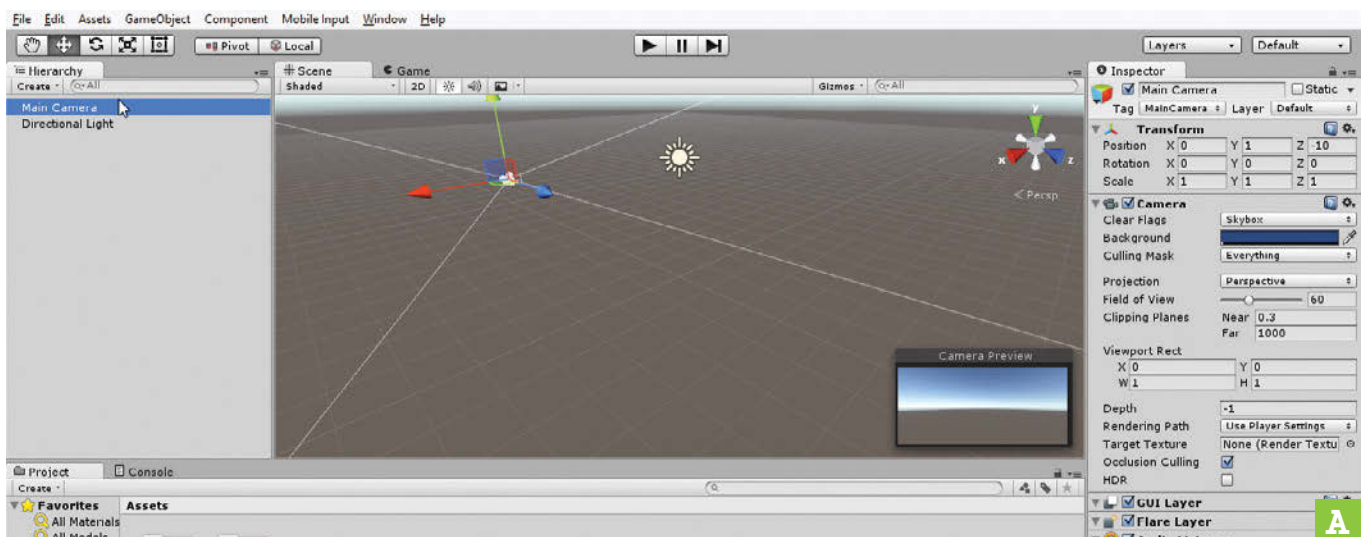 File Edit Assets GameObject Component Mobile Input Window Help
Pivot Local Layers Default
Hierarchy
Create All
Main Camera
Directional Light
Scene Game
Shaded 2D Gizmos All
y
x z
Persp
Camera Preview
Inspector
Main Camera Static
Tag MainCamera Layer Default
Transform
Position X 0 Y 1 Z -10
Rotation X 0 Y 0 Z 0
Scale X 1 Y 1 Z 1
Camera
Clear Flags Skybox
Background
Culling Mask Everything
Projection Perspective
Field of View 60
Clipping Planes Near 0.3
Far 1000
Viewport Rect
X 0 Y 0
W 1 H 1
Depth -1
Rendering Path Use Player Settings
Target Texture None (Render Textu
Occlusion Culling
HDR
GUI Layer
Flare Layer
Project Console
Create
Favorites Assets
All Materials
A